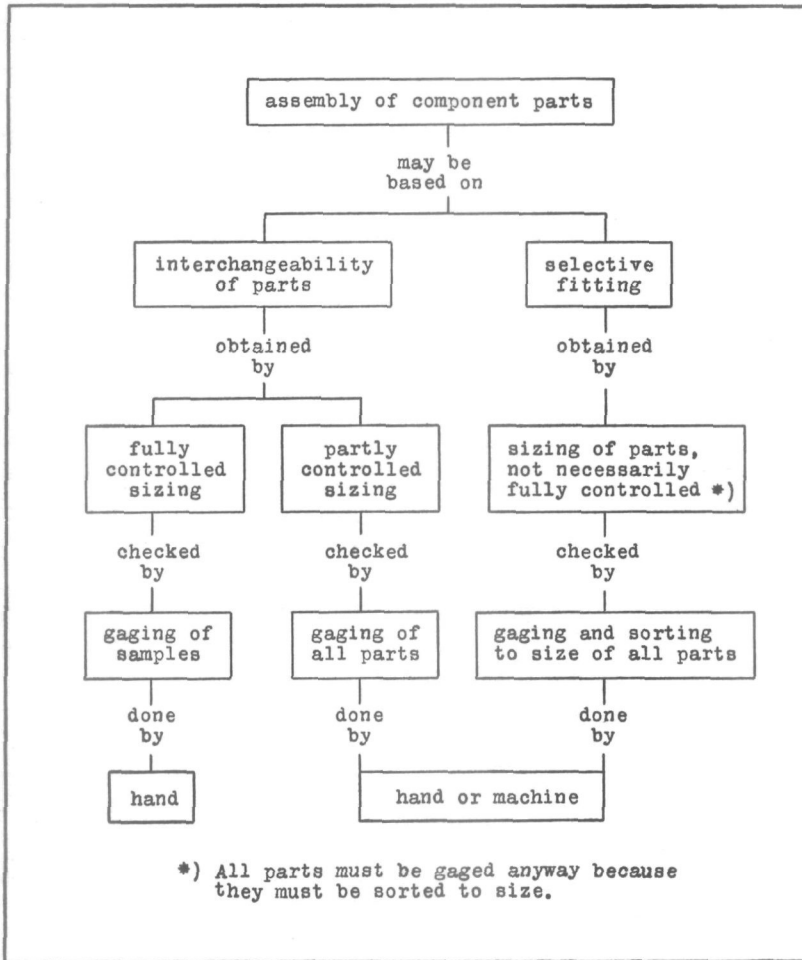 assembly of component parts
may be
based on
interchangeability
of parts
selective
fitting
obtained
by
obtained
by
fully
controlled
sizing
partly
controlled
sizing
sizing of parts,
not necessarily
fully controlled *)
checked
by
checked
by
checked
by
gaging of
samples
gaging of
all parts
gaging and sorting
to size of all parts
done
by
done
by
done
by
hand
hand or machine
*) All parts must be gaged anyway because
they must be sorted to size.